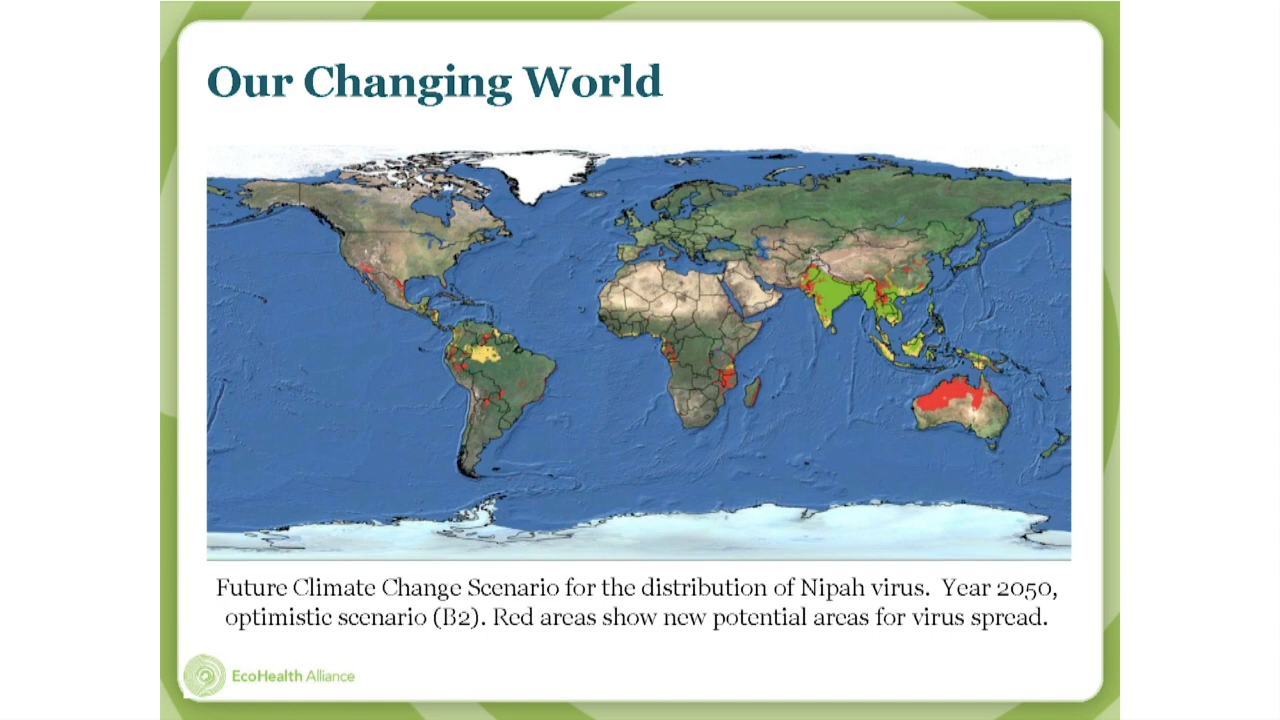 Our Changing World
Future Climate Change Scenario for the distribution of Nipah virus.  Year 2050,
optimistic scenario (B2). Red areas show new potential areas for virus spread.
EcoHealth Alliance